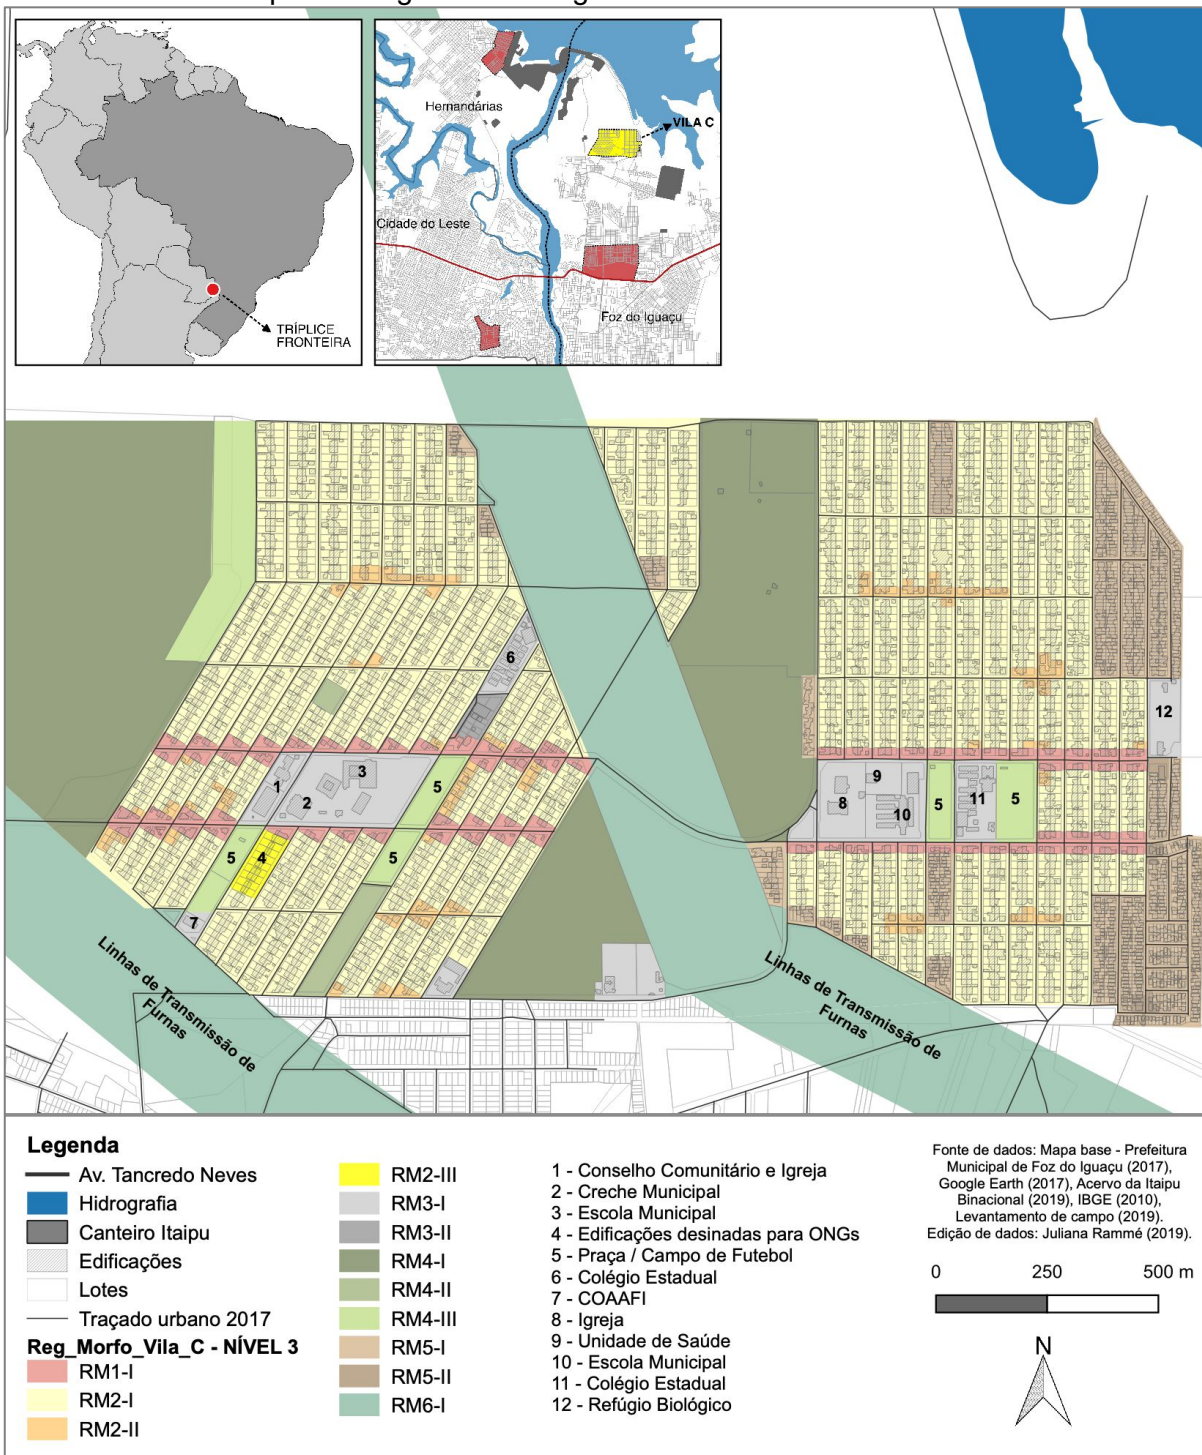 TRÍPLICE
FRONTEIRA
Hernandárias
VILA C
Cidade do Leste
Foz do Iguaçu
6
12
3
1
2
5
9
8
10
5
11
5
5
4
5
7
Linhas de Transmissão de
Furnas
Linhas de Transmissão de
Furnas
Legenda
Av. Tancredo Neves
Hidrografia
Canteiro Itaipu
Edificações
Lotes
Traçado urbano 2017
Reg_Morfo_Vila_C - NÍVEL 3
RM1-I
RM2-I
RM2-II
RM2-III
RM3-I
RM3-II
RM4-I
RM4-II
RM4-III
RM5-I
RM5-II
RM6-I
1 - Conselho Comunitário e Igreja
2 - Creche Municipal
3 - Escola Municipal
4 - Edificações desinadas para ONGs
5 - Praça / Campo de Futebol
6 - Colégio Estadual
7 - COAAFI
8 - Igreja
9 - Unidade de Saúde
10 - Escola Municipal
11 - Colégio Estadual
12 - Refúgio Biológico
Fonte de dados: Mapa base - Prefeitura
Municipal de Foz do Iguaçu (2017),
Google Earth (2017), Acervo da Itaipu
Binacional (2019), IBGE (2010),
Levantamento de campo (2019).
Edição de dados: Juliana Rammé (2019).
0 250 500 m
N